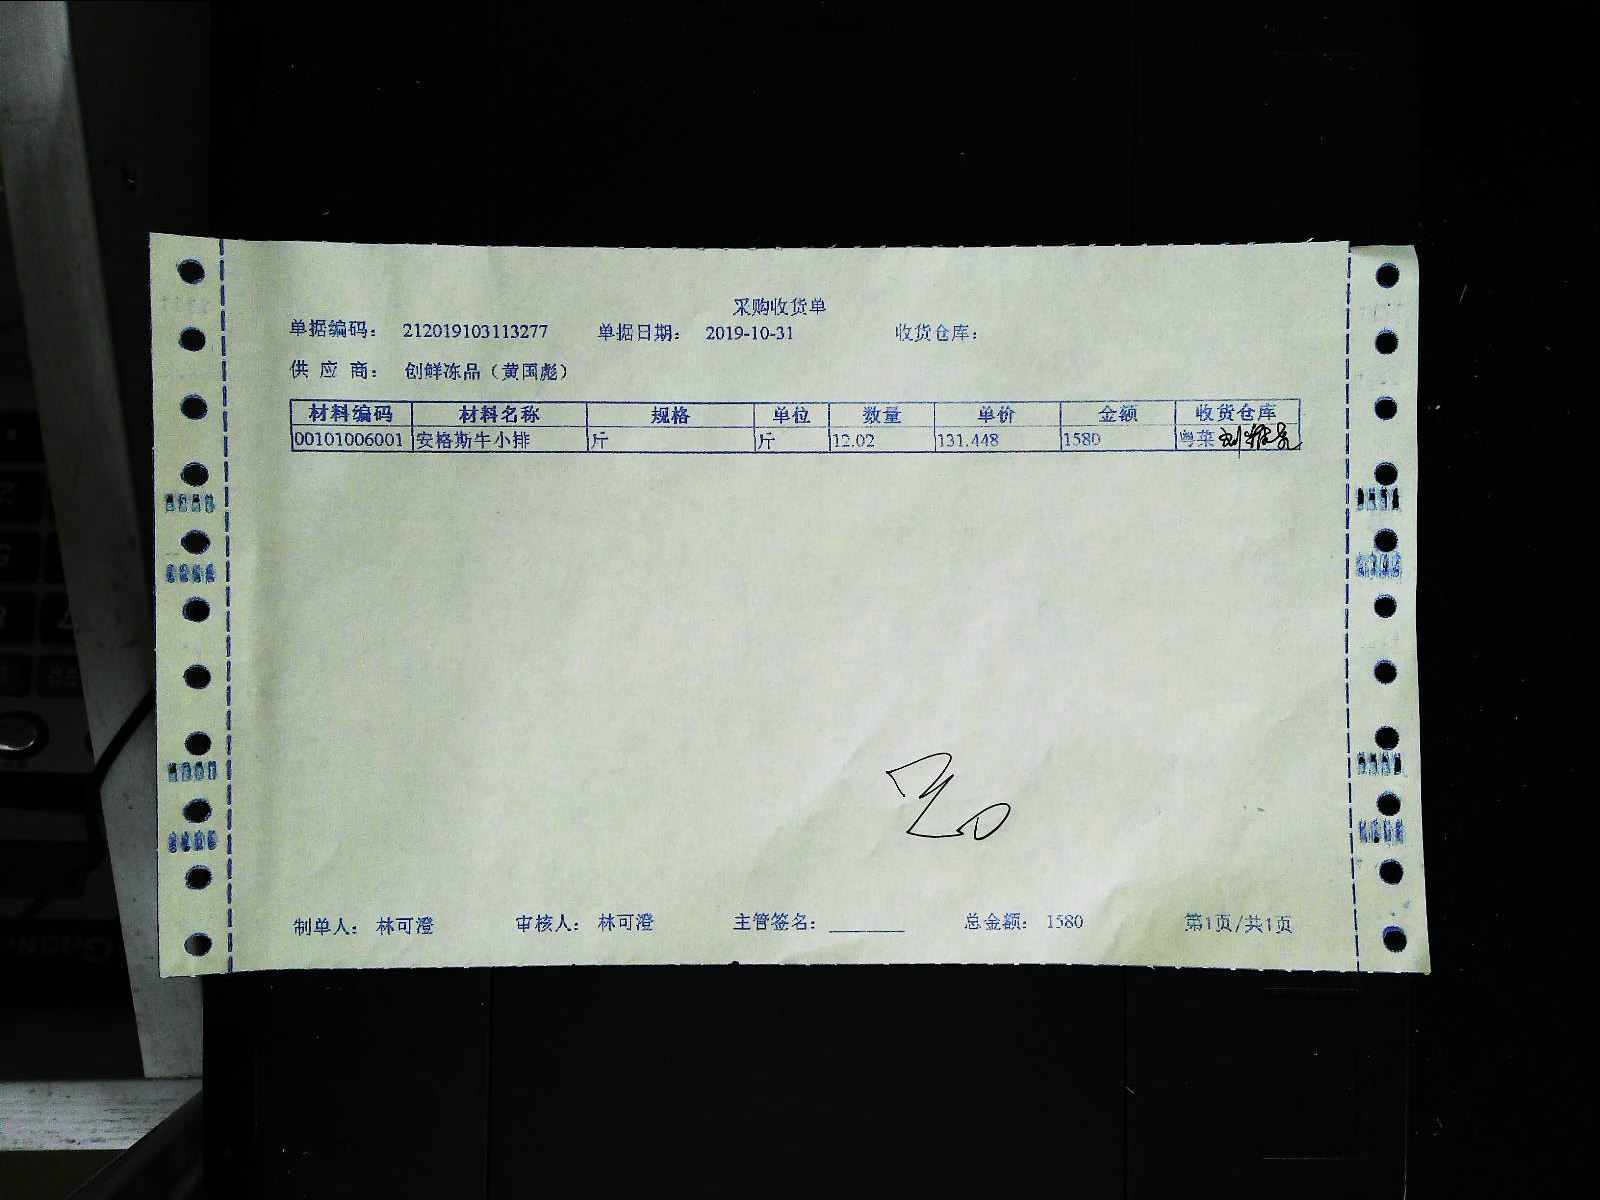 采购收货单
单据编码： 212019103113277 单据日期： 2019-10-31 收货仓库：
供 应 商： 创鲜冻品（黄国彪）
材料编码 材料名称 规格 单位 数量 单价 金额 收货仓库
00101006001 安格斯牛小排 斤 斤 12.02 131.448 1580 粤菜
制单人： 林可澄 审核人： 林可澄 主管签名： 总金额： 1580 第1页/共1页